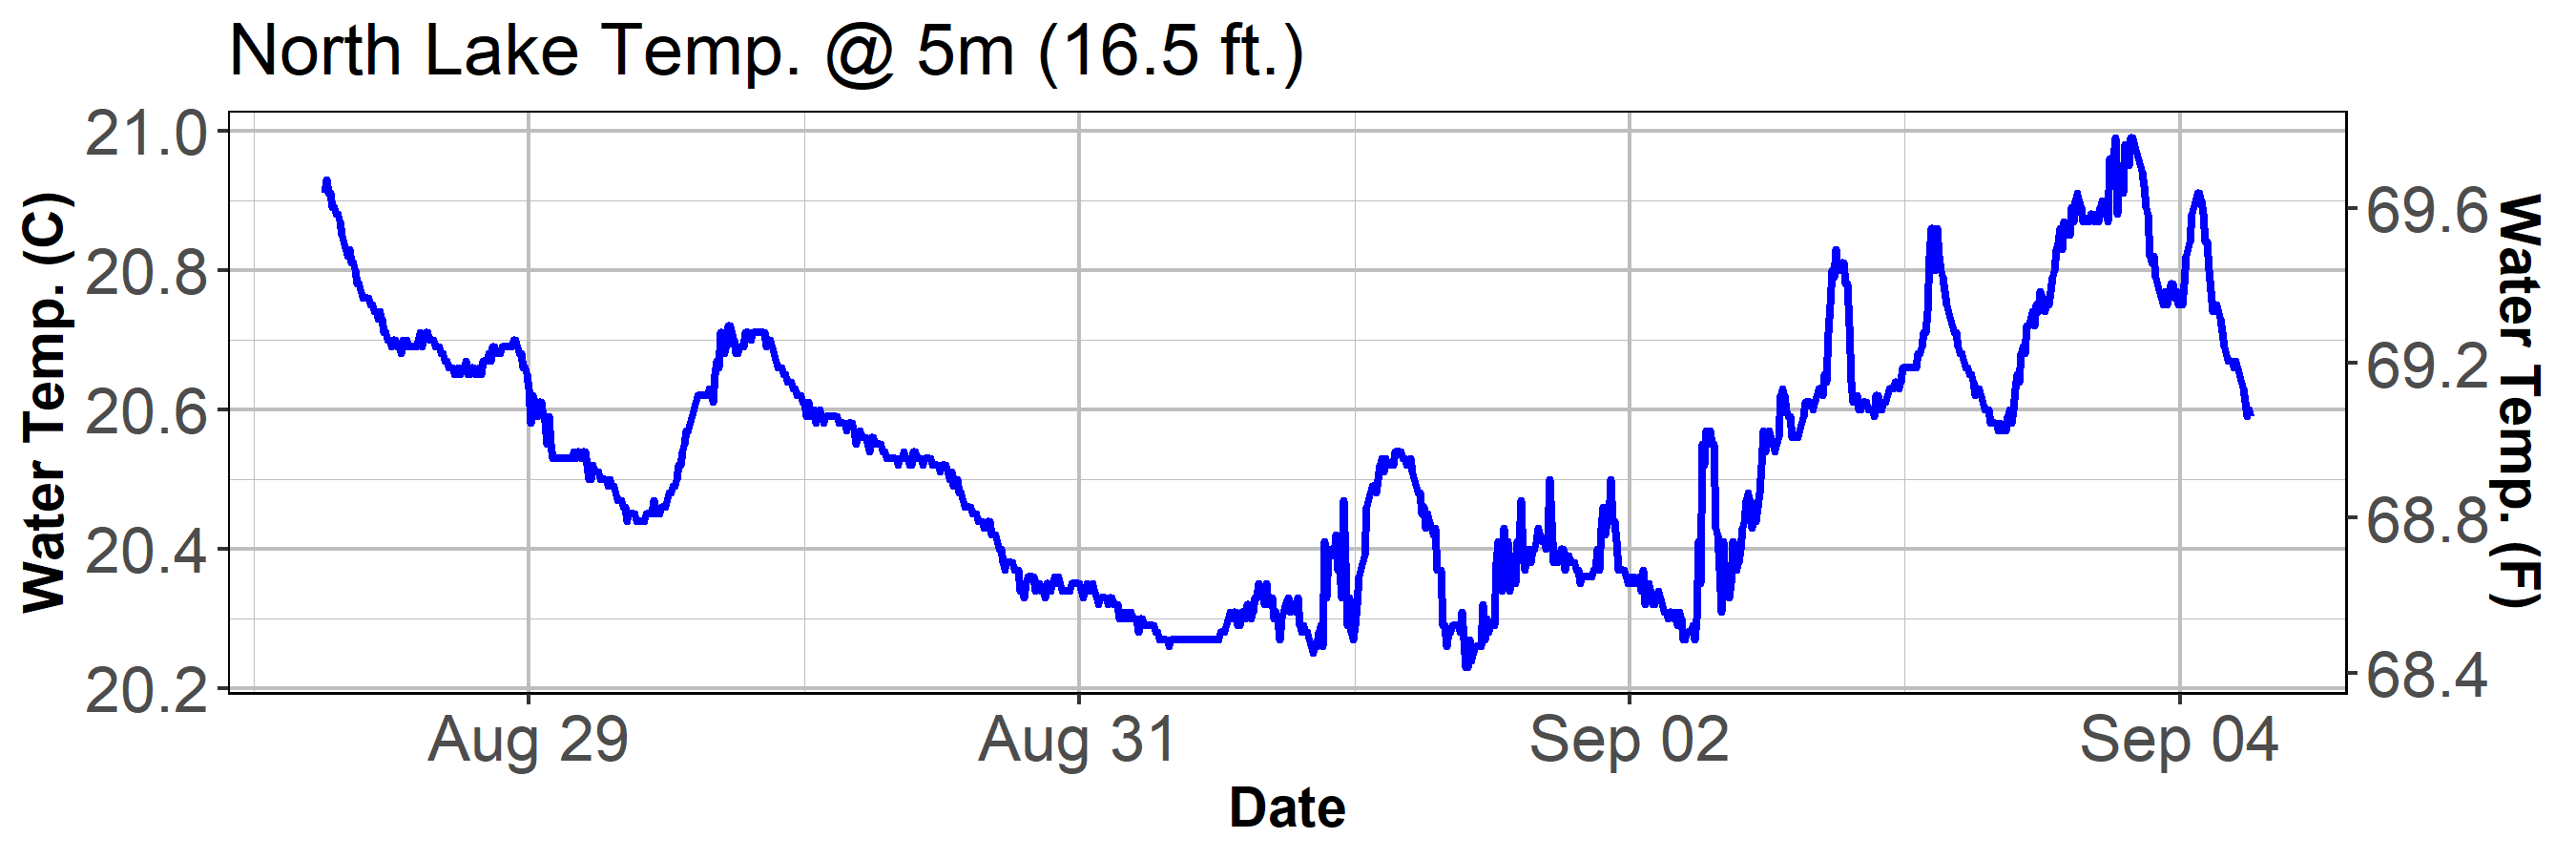 North Lake Temp. @ 5m (16.5 ft.)
Water Temp. (C)
21.0
20.8
20.6
20.4
20.2
69.6
69.2
68.8
68.4
Water Temp. (F)
Aug 29
Aug 31
Sep 02
Sep 04
Date